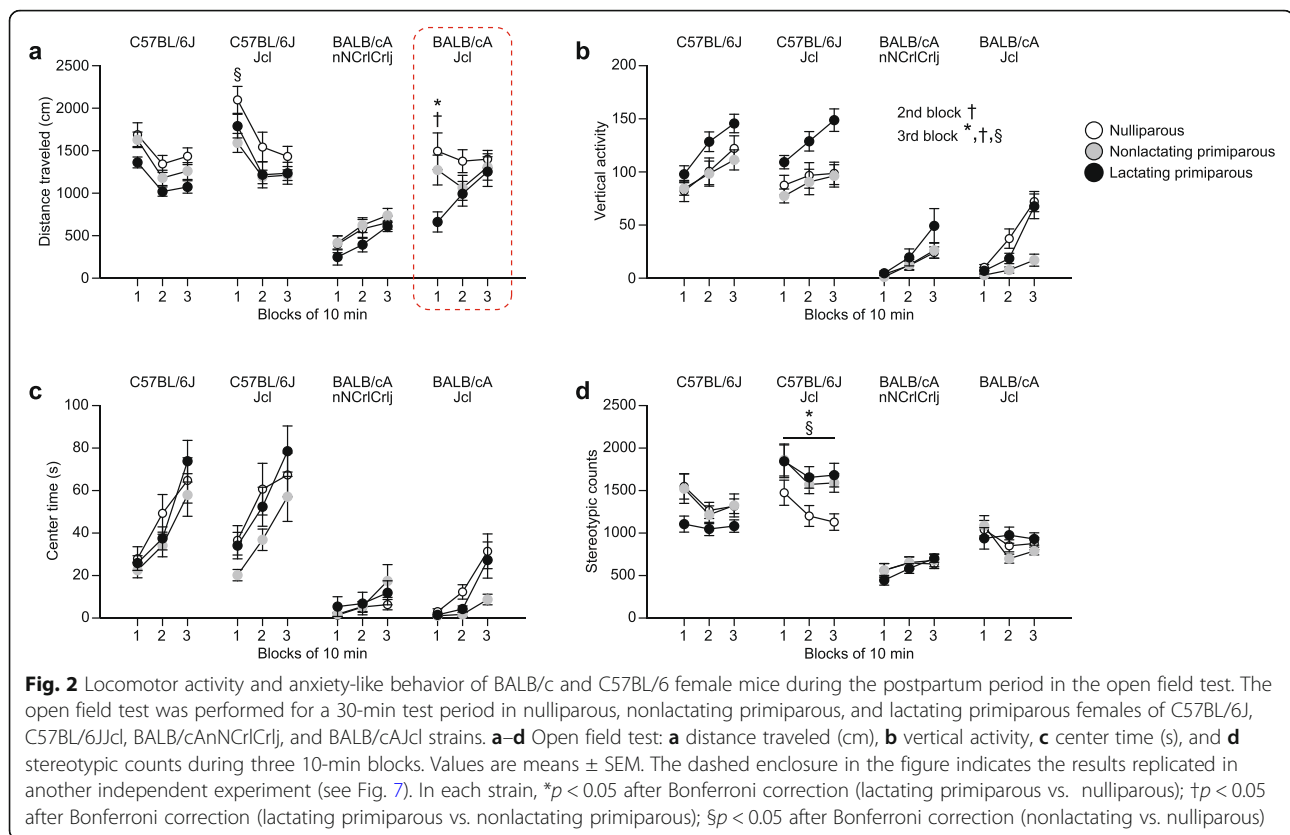 a
C57BL/6J
C57BL/6J
Jcl
BALB/cA
nNCrlCrlj
BALB/cA
Jcl
2500
2000
1500
1000
500
0
Distance traveled (cm)
§
*
†
1 2 3 1 2 3 1 2 3 1 2 3
Blocks of 10 min
b
C57BL/6J
C57BL/6J
Jcl
BALB/cA
nNCrlCrlj
BALB/cA
Jcl
200
150
100
50
0
Vertical activity
2nd block †
3rd block *,†,§
1 2 3 1 2 3 1 2 3 1 2 3
Blocks of 10 min
Nulliparous
Nonlactating primiparous
Lactating primiparous
c
C57BL/6J
C57BL/6J
Jcl
BALB/cA
nNCrlCrlj
BALB/cA
Jcl
100
80
60
40
20
0
Center time (s)
1 2 3 1 2 3 1 2 3 1 2 3
Blocks of 10 min
d
C57BL/6J
C57BL/6J
Jcl
BALB/cA
nNCrlCrlj
BALB/cA
Jcl
2500
2000
1500
1000
500
0
Stereotypic counts
*
§
1 2 3 1 2 3 1 2 3 1 2 3
Blocks of 10 min
Fig. 2 Locomotor activity and anxiety-like behavior of BALB/c and C57BL/6 female mice during the postpartum period in the open field test. The
open field test was performed for a 30-min test period in nulliparous, nonlactating primiparous, and lactating primiparous females of C57BL/6J,
C57BL/6JJcl, BALB/cAnNCrlCrlj, and BALB/cAJcl strains. a–d Open field test: a distance traveled (cm), b vertical activity, c center time (s), and d
stereotypic counts during three 10-min blocks. Values are means ± SEM. The dashed enclosure in the figure indicates the results replicated in
another independent experiment (see Fig. 7). In each strain, *p < 0.05 after Bonferroni correction (lactating primiparous vs. nulliparous); †p < 0.05
after Bonferroni correction (lactating primiparous vs. nonlactating primiparous); §p < 0.05 after Bonferroni correction (nonlactating vs. nulliparous)